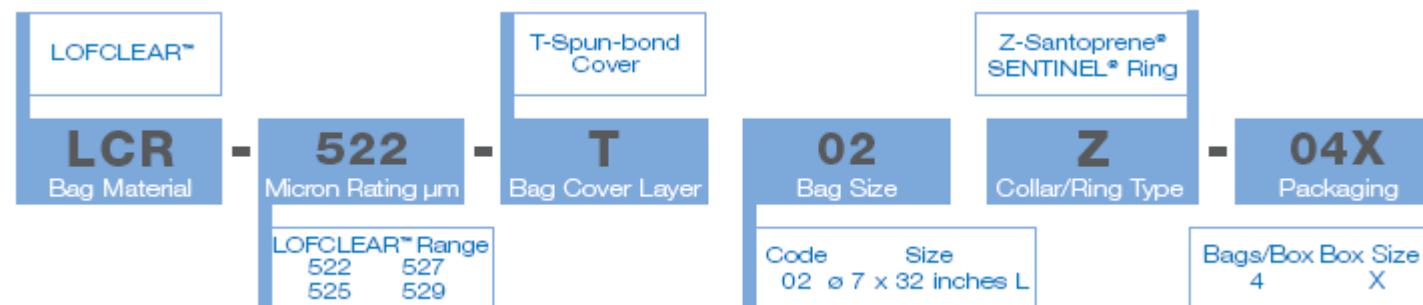 LOFCLEAR™
T-Spun-bond
Cover
Z-Santoprene®
SENTINEL® Ring
LCR - 522 - T 02 Z - 04X
Bag Material Micron Rating µm Bag Cover Layer Bag Size Collar/Ring Type Packaging
LOFCLEAR™ Range
522 527
525 529
Code Size
02 ø 7 x 32 inches L
Bags/Box Box Size
4 X